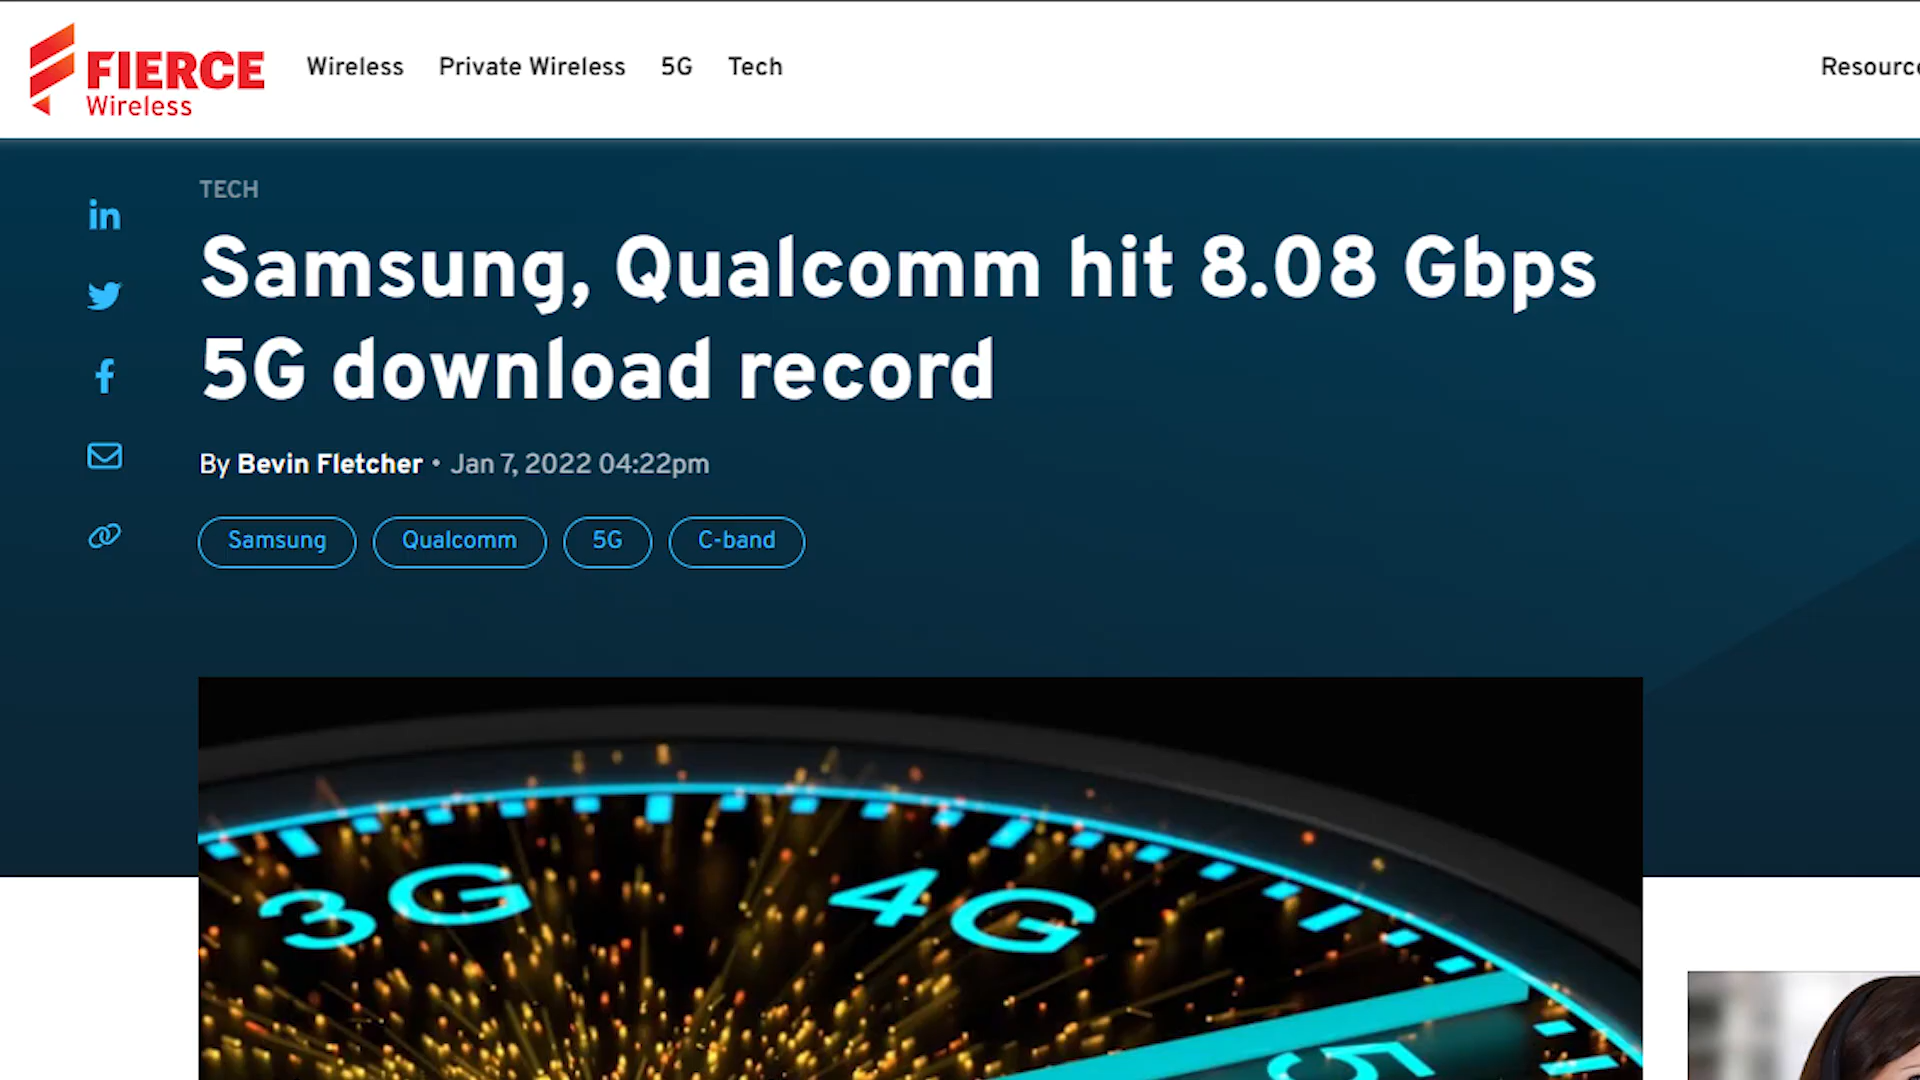 FIERCE
Wireless
Wireless Private Wireless 5G Tech
TECH
Samsung, Qualcomm hit 8.08 Gbps
5G download record
By Bevin Fletcher • Jan 7, 2022 04:22pm
Samsung Qualcomm 5G C-band
3G 4G